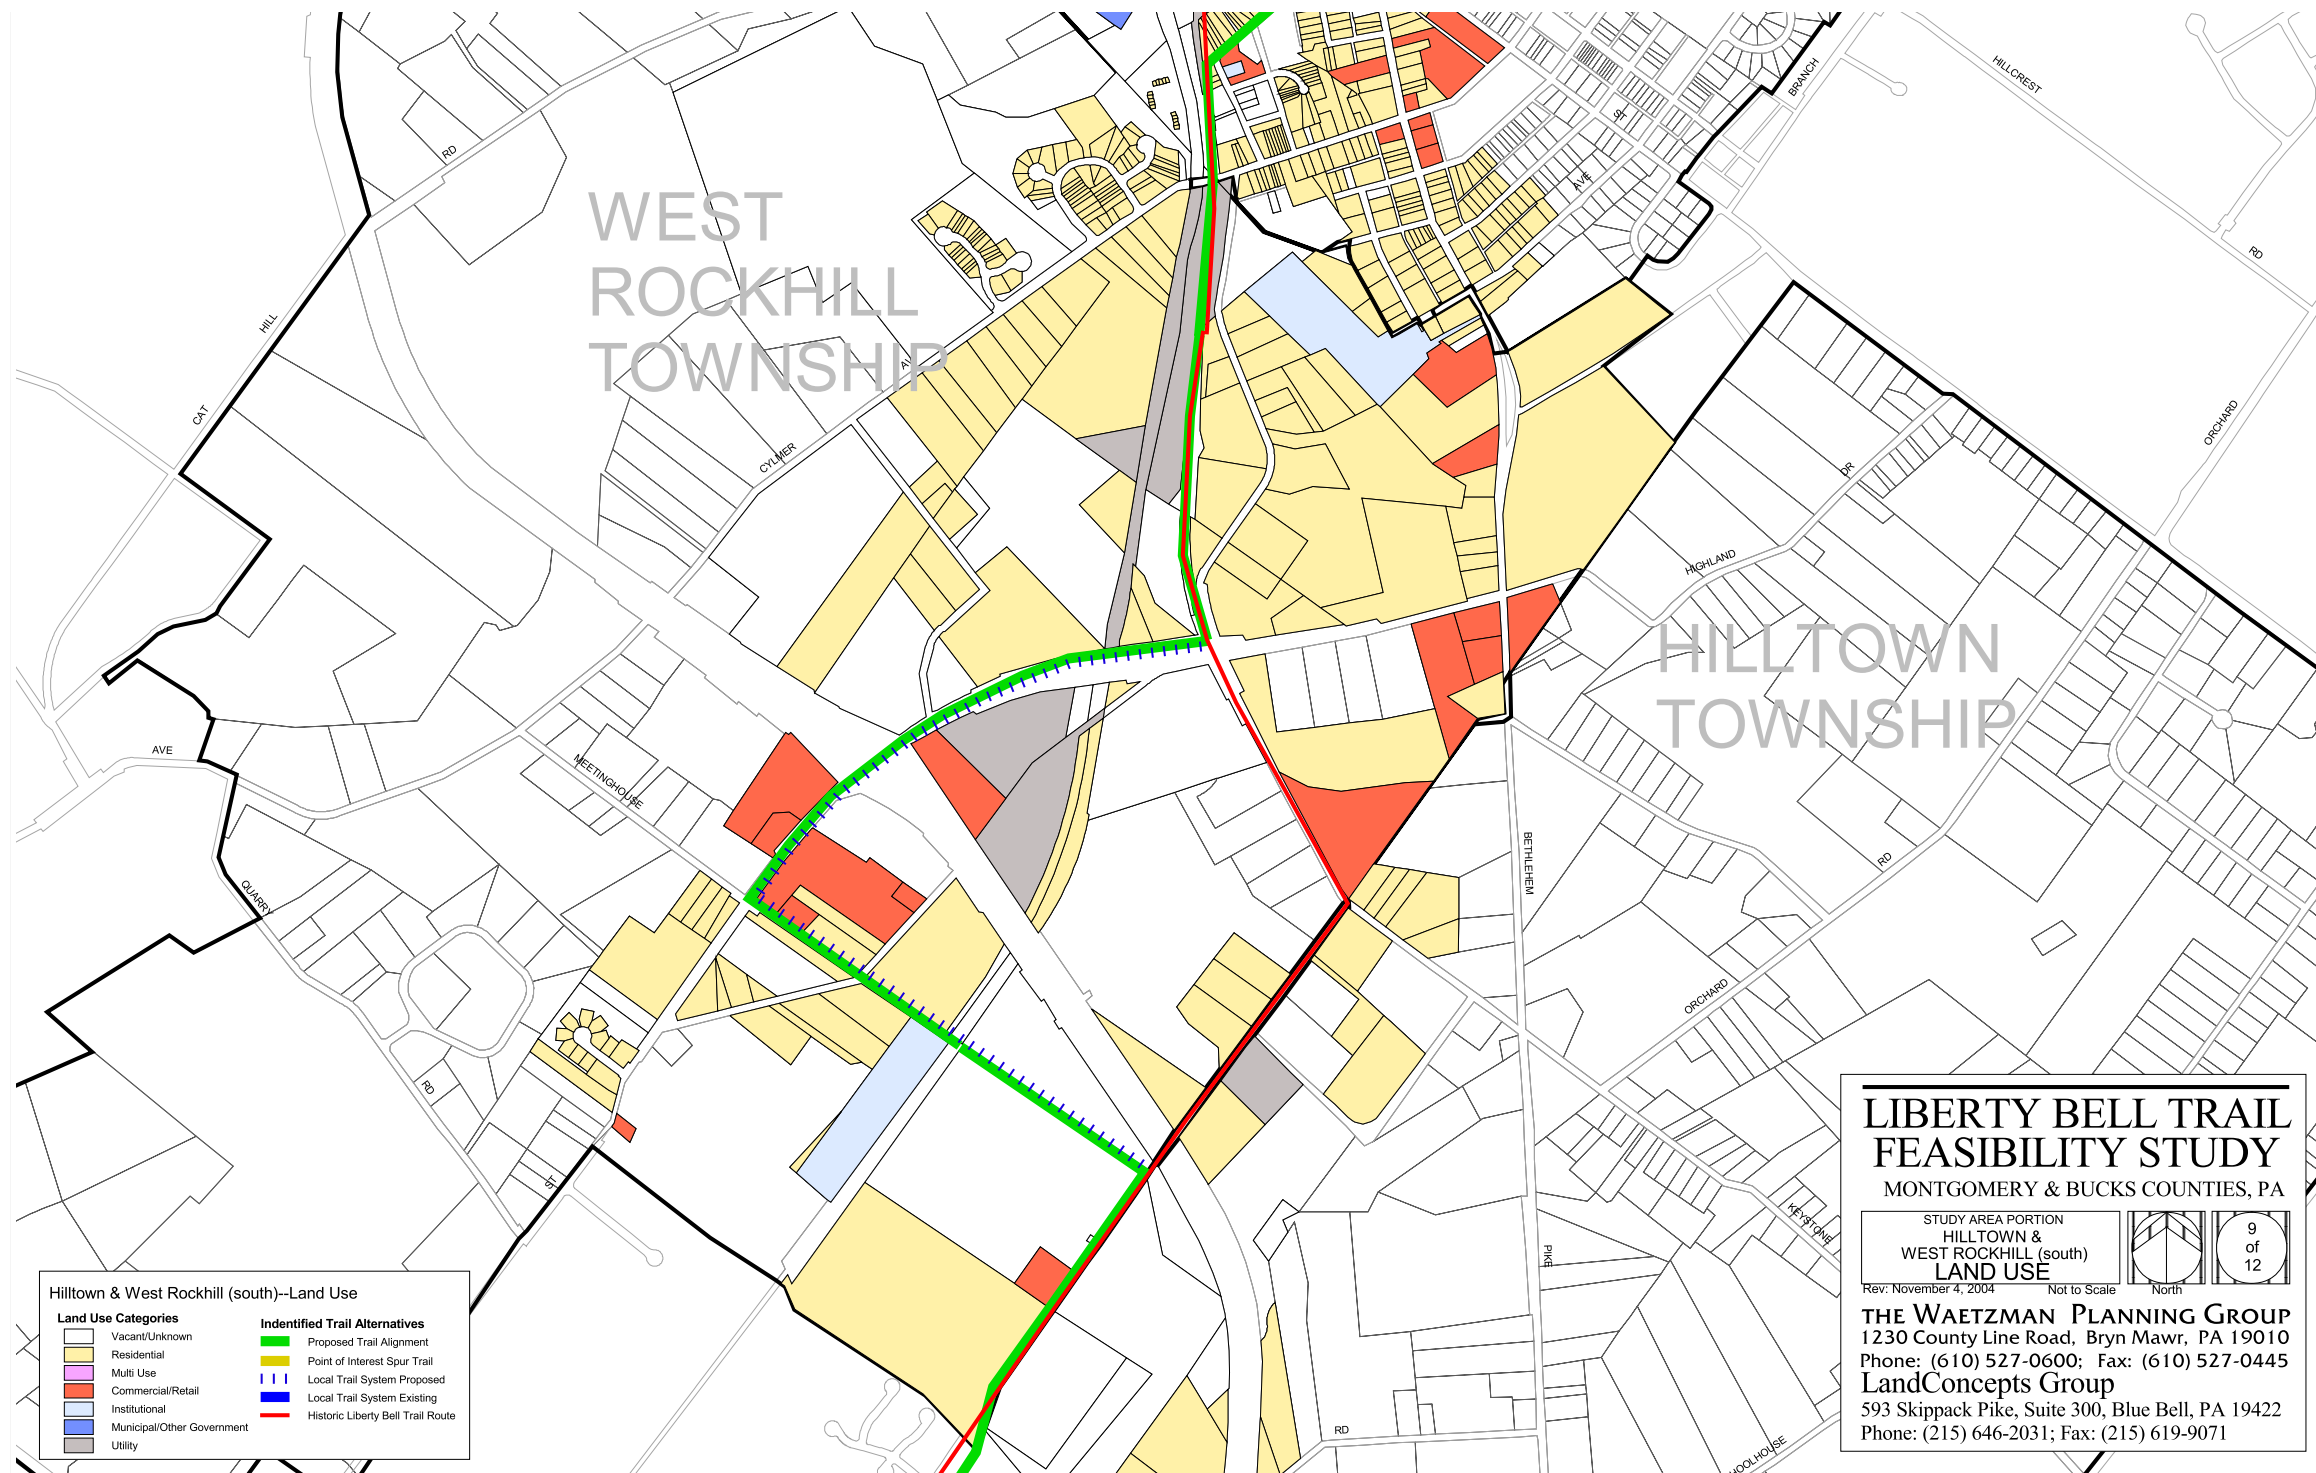 HILLCREST
BRANCH
ST
RD
AVE
WEST
ROCKHILL
TOWNSHIP
RD
HILL
CAT
CYLMER
ORCHARD
DR
HIGHLAND
HILLTOWN
TOWNSHIP
AVE
MEETINGHOUSE
BETHLEHEM
RD
QUARRY
ORCHARD
RD
ST
KEYSTONE
PIKE
RD
Hilltown & West Rockhill (south)--Land Use
Land Use Categories
Vacant/Unknown
Residential
Multi Use
Commercial/Retail
Institutional
Municipal/Other Government
Utility
Indentified Trail Alternatives
Proposed Trail Alignment
Point of Interest Spur Trail
Local Trail System Proposed
Local Trail System Existing
Historic Liberty Bell Trail Route
LIBERTY BELL TRAIL
FEASIBILITY STUDY
MONTGOMERY & BUCKS COUNTIES, PA
STUDY AREA PORTION
HILLTOWN &
WEST ROCKHILL (south)
LAND USE
9
of
12
Rev: November 4, 2004 Not to Scale North
THE WAETZMAN PLANNING GROUP
1230 County Line Road, Bryn Mawr, PA 19010
Phone: (610) 527-0600; Fax: (610) 527-0445
LandConcepts Group
593 Skippack Pike, Suite 300, Blue Bell, PA 19422
Phone: (215) 646-2031; Fax: (215) 619-9071